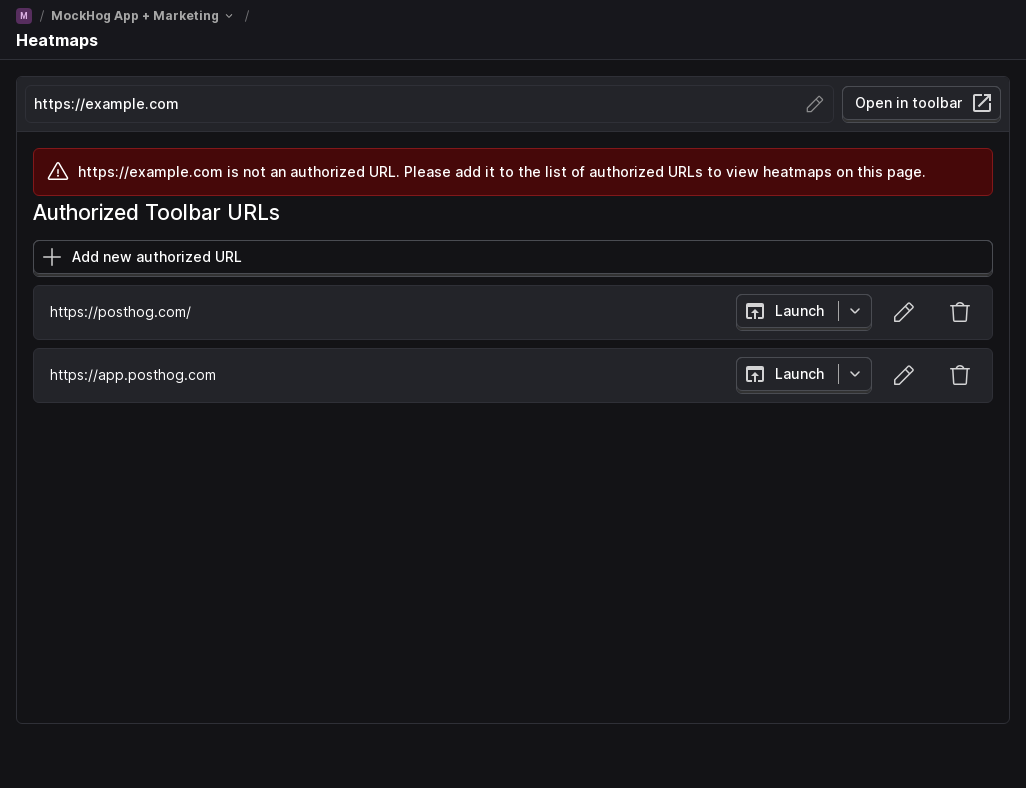 M / MockHog App + Marketing /
Heatmaps
https://example.com
Open in toolbar
https://example.com is not an authorized URL. Please add it to the list of authorized URLs to view heatmaps on this page.
Authorized Toolbar URLs
Add new authorized URL
https://posthog.com/
Launch
https://app.posthog.com
Launch